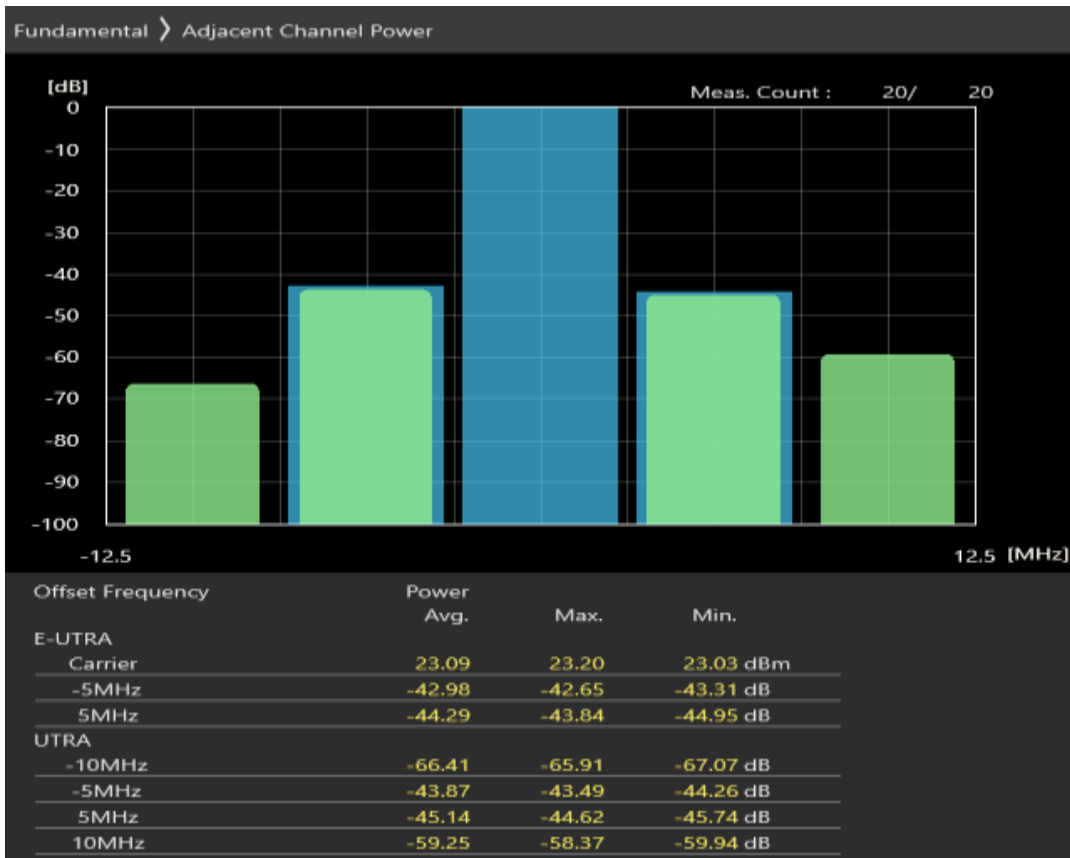 Fundamental ❯ Adjacent Channel Power
[dB]
Meas. Count : 20/ 20
0
-10
-20
-30
-40
-50
-60
-70
-80
-90
-100
-12.5 12.5 [MHz]
Offset Frequency Power
Avg. Max. Min.
E-UTRA
Carrier 23.09 23.20 23.03 dBm
-5MHz -42.98 -42.65 -43.31 dB
5MHz -44.29 -43.84 -44.95 dB
UTRA
-10MHz -66.41 -65.91 -67.07 dB
-5MHz -43.87 -43.49 -44.26 dB
5MHz -45.14 -44.62 -45.74 dB
10MHz -59.25 -58.37 -59.94 dB